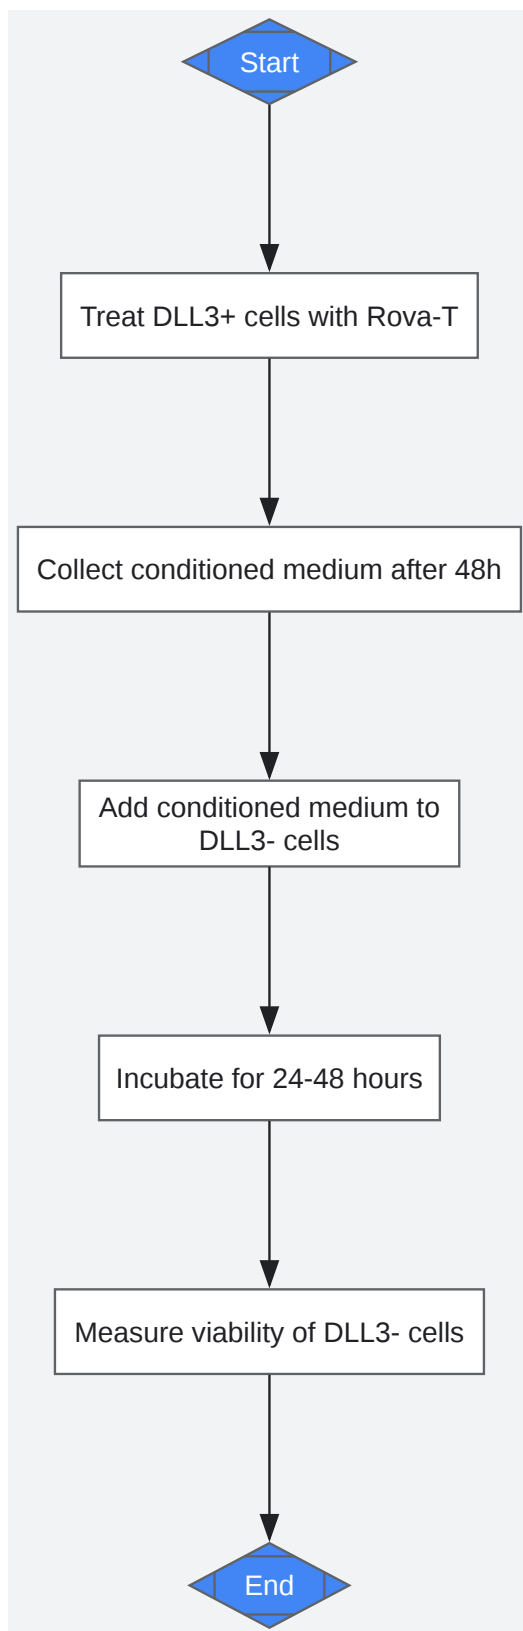 Start
Treat DLL3+ cells with Rova-T
Collect conditioned medium after 48h
Add conditioned medium to
DLL3- cells
Incubate for 24-48 hours
Measure viability of DLL3- cells
End